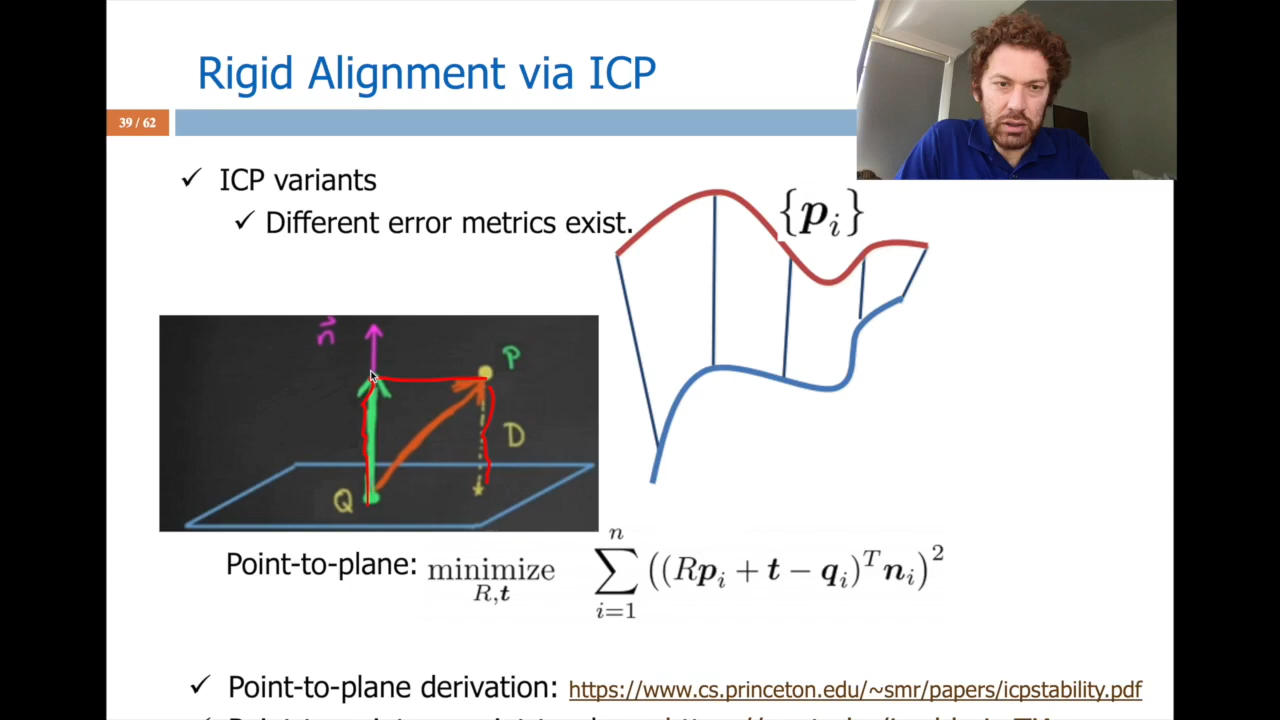 Rigid Alignment via ICP
39 / 62
✓ ICP variants
✓ Different error metrics exist.
{p_i}
n⃗
P
D
Q
Point-to-plane: minimize_{R,t} \sum_{i=1}^{n} ((Rp_i + t − q_i)^T n_i)^2
✓ Point-to-plane derivation: https://www.cs.princeton.edu/~smr/papers/icpstability.pdf